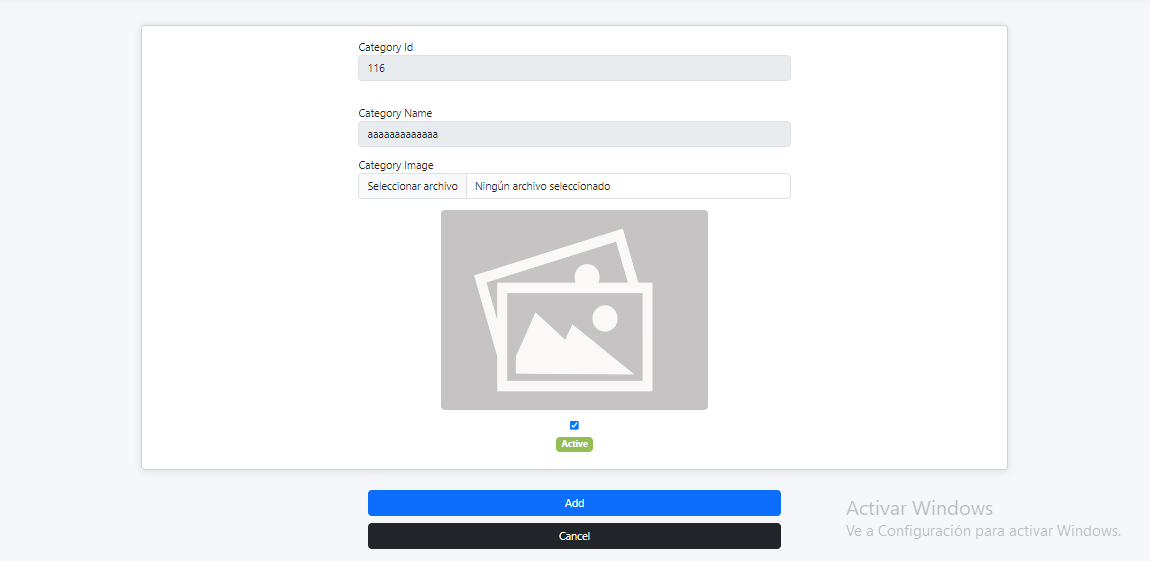 Category Id
116
Category Name
aaaaaaaaaaaaa
Category Image
Seleccionar archivo Ningún archivo seleccionado
Active
Add
Cancel
Activar Windows
Ve a Configuración para activar Windows.